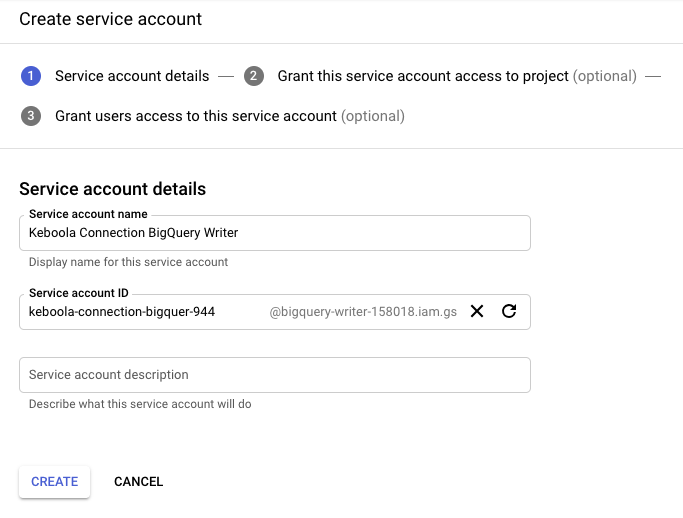 Create service account
1 Service account details — 2 Grant this service account access to project (optional) —
3 Grant users access to this service account (optional)
Service account details
Service account name
Keboola Connection BigQuery Writer
Display name for this service account
Service account ID
keboola-connection-bigquer-944 @bigquery-writer-158018.iam.gs
Service account description
Describe what this service account will do
CREATE CANCEL